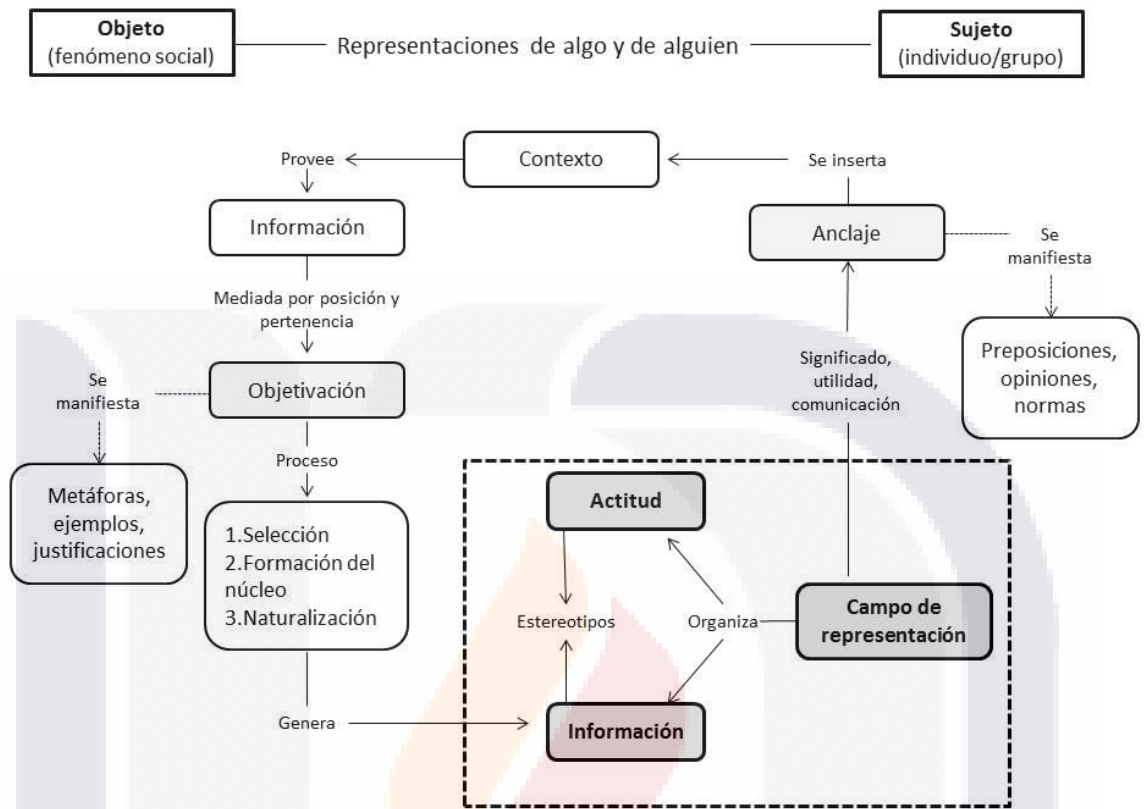 Objeto
(fenómeno social)
Representaciones de algo y de alguien
Sujeto
(individuo/grupo)
Provee
Contexto
Se inserta
Información
Anclaje
Se
manifiesta
Mediada por posición y
pertenencia
Preposiciones,
opiniones,
normas
Significado,
utilidad,
comunicación
Se
manifiesta
Objetivación
Proceso
Metáforas,
ejemplos,
justificaciones
1.Selección
2.Formación del
núcleo
3.Naturalización
Actitud
Estereotipos
Organiza
Campo de
representación
Genera
Información